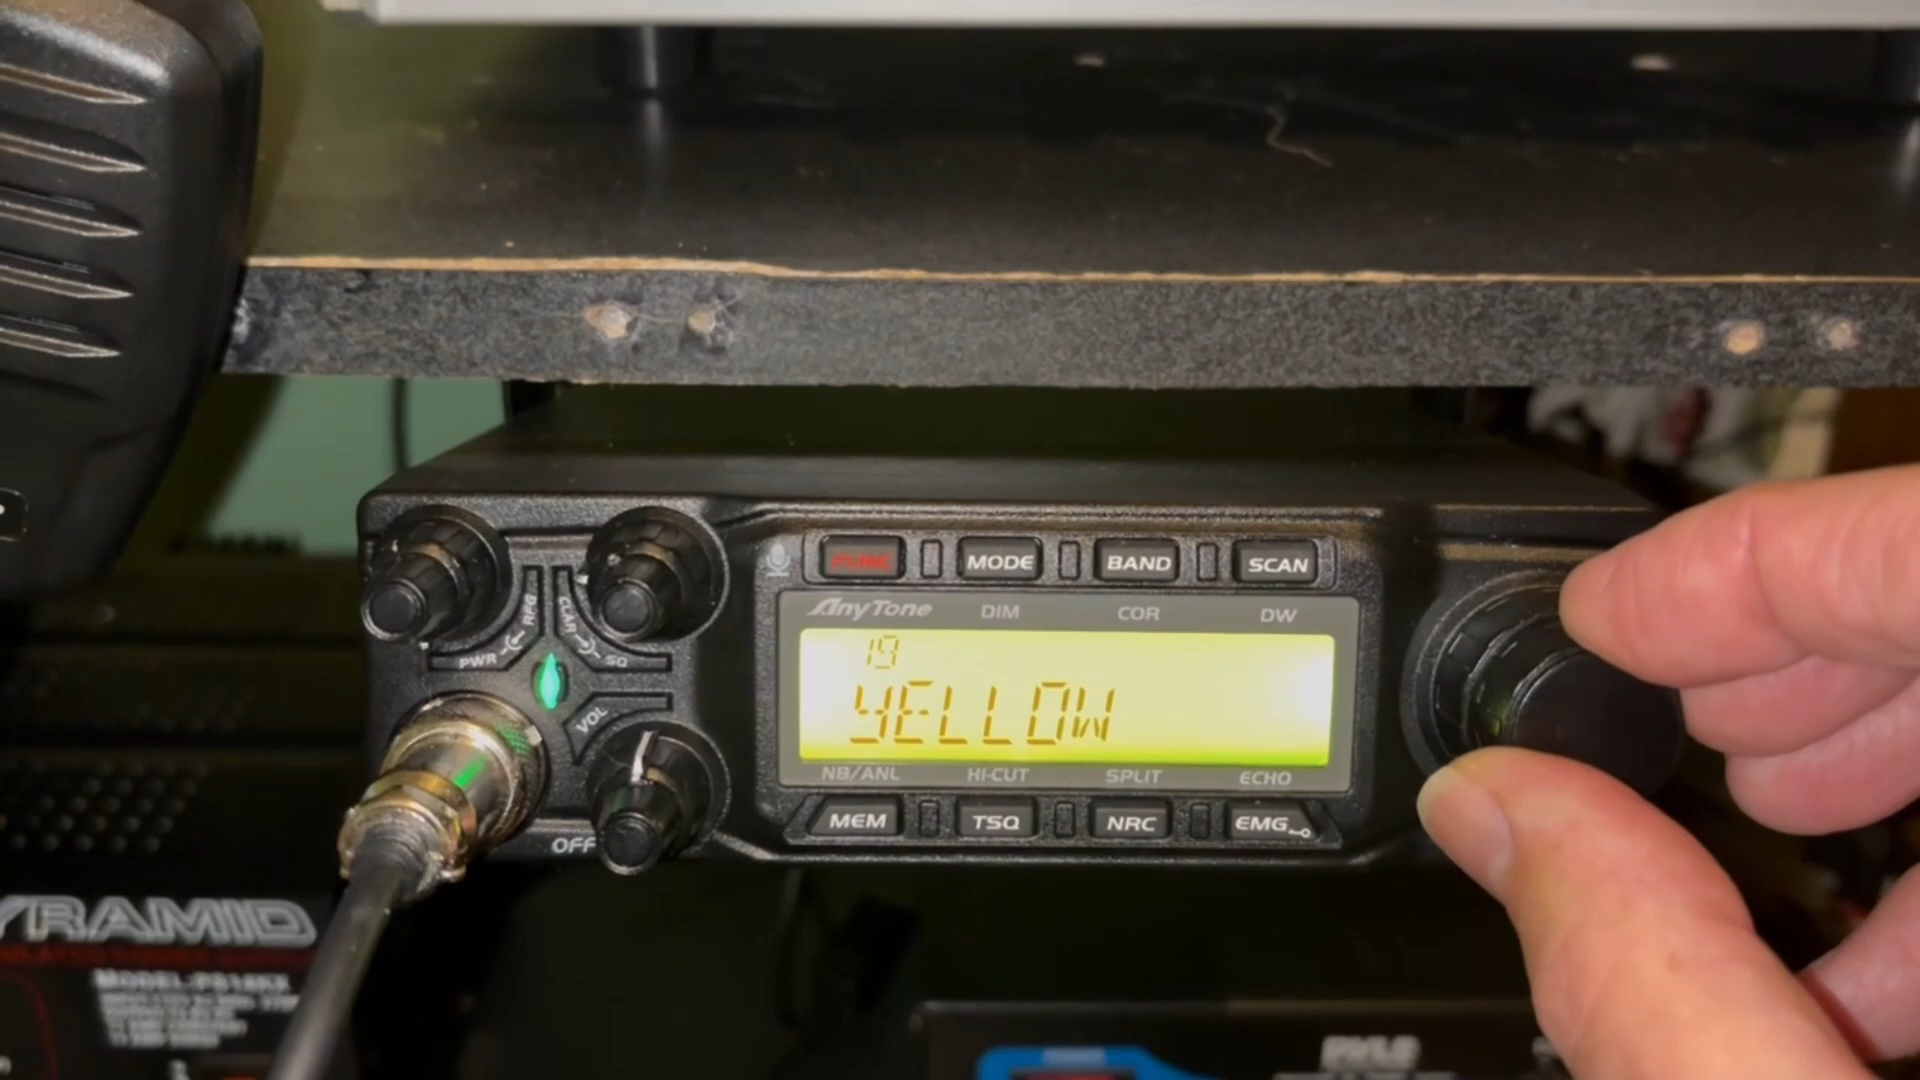 FUNC MODE BAND SCAN
AnyTone DIM COR DW
19
YELLOW
NB/ANL HI-CUT SPLIT ECHO
MEM TSQ NRC EMG
RFG
PWR
CLAR
SQ
VOL
OFF
YRAMID